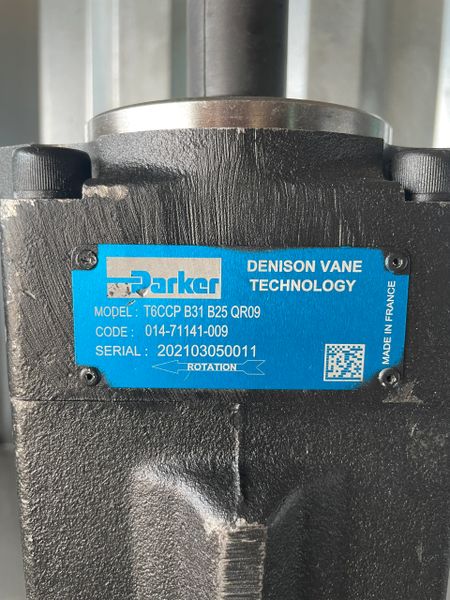 Parker
DENISON VANE
TECHNOLOGY
MODEL : T6CCP B31 B25 QR09
CODE : 014-71141-009
SERIAL : 202103050011
ROTATION
MADE IN FRANCE